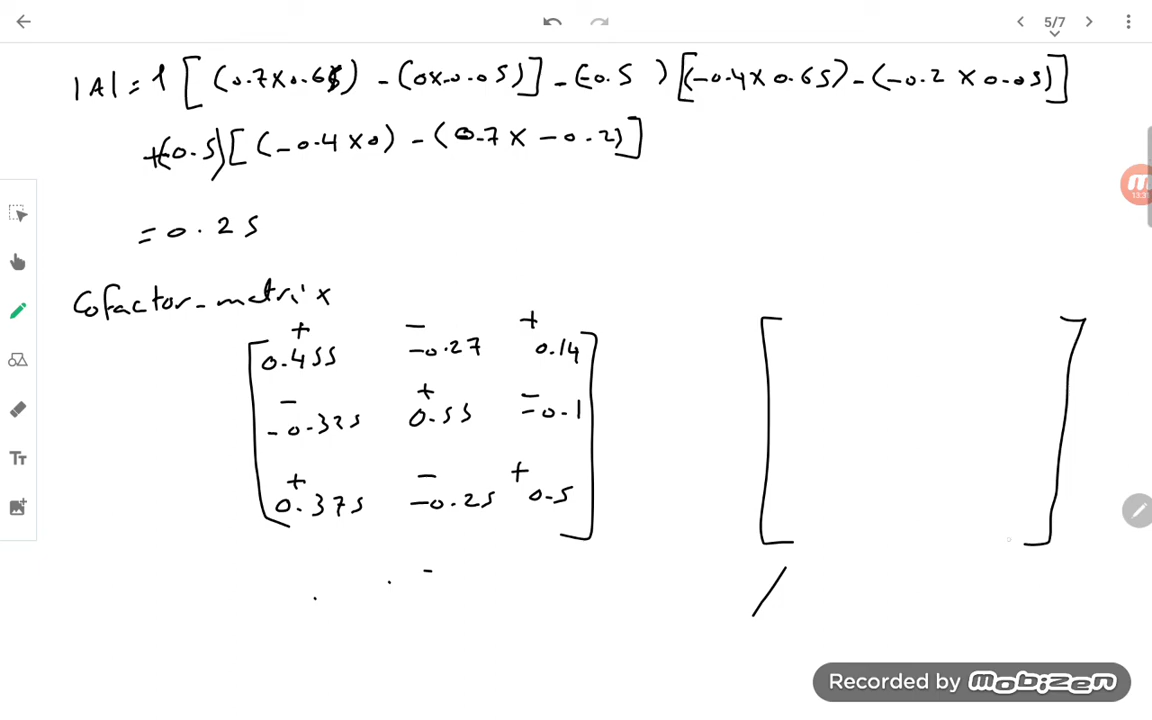 5/7
|A| = 1 [(0.7×0.65) - (0×-0.05)] - (-0.5) [(-0.4×0.65) - (-0.2×0.05)]
+(-0.5)[(-0.4×0) - (0.7×-0.2)]
= 0.25
Cofactor-matrix
+ - +
0.455 -0.27 0.14
- + -
-0.325 0.55 -0.1
+ - +
0.375 -0.25 0.5
Tт
Recorded by mobizen